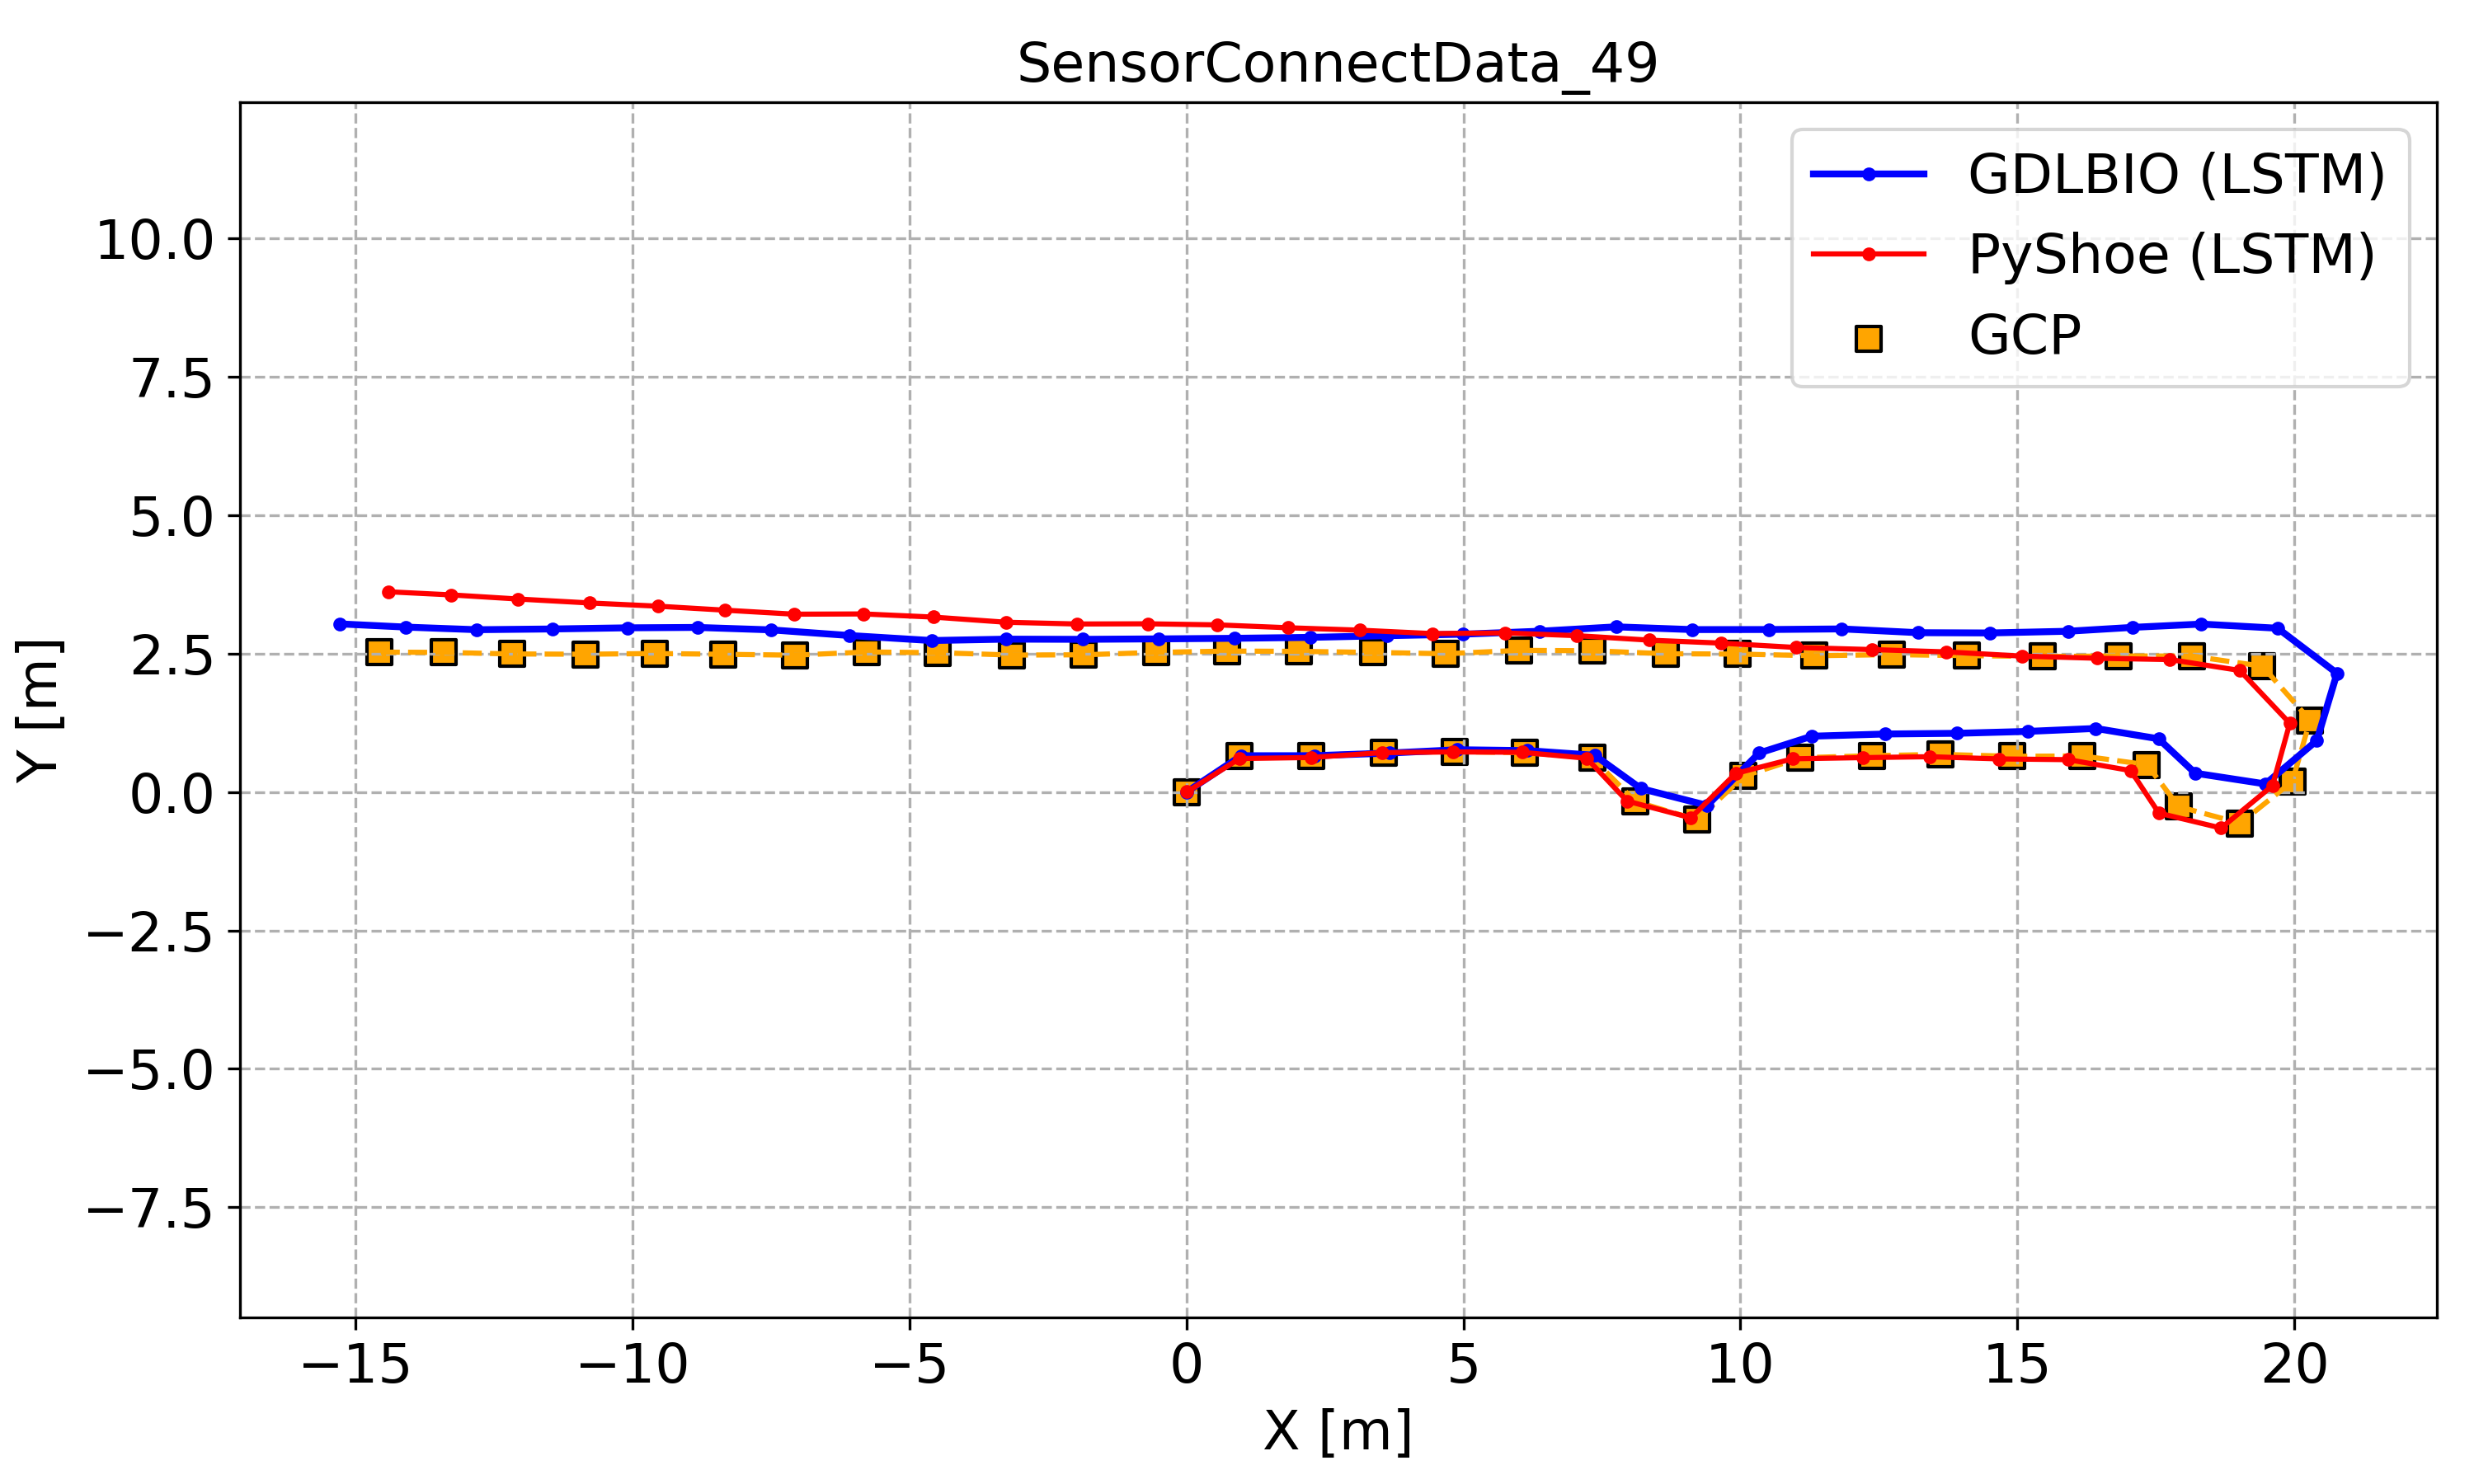 SensorConnectData_49
GDLBIO (LSTM)
PyShoe (LSTM)
GCP
10.0
7.5
5.0
2.5
0.0
−2.5
−5.0
−7.5
Y [m]
−15 −10 −5 0 5 10 15 20
X [m]